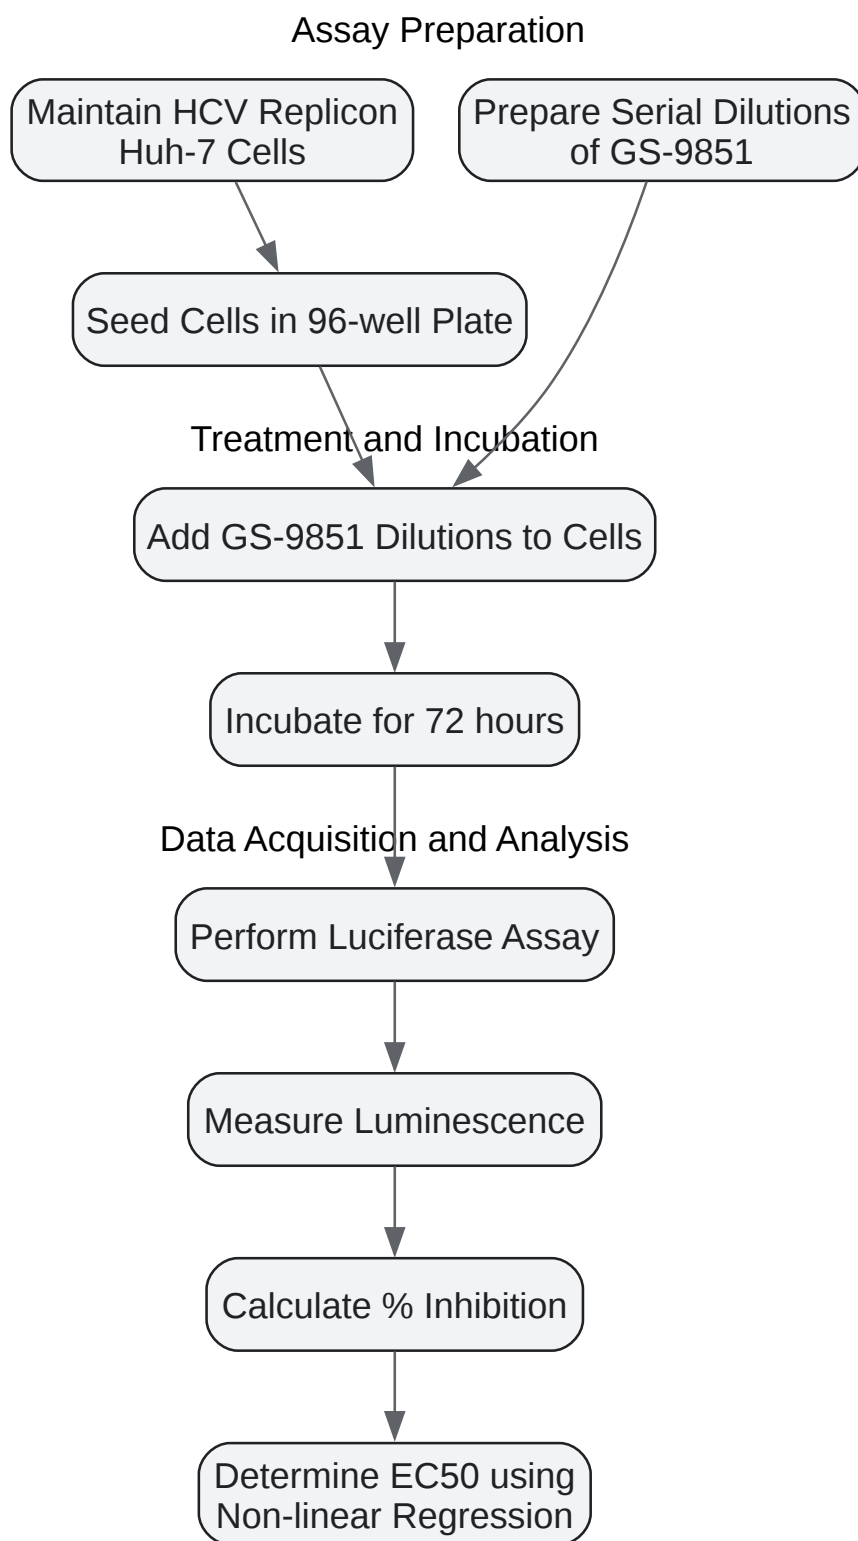 Assay Preparation
Maintain HCV Replicon
Huh-7 Cells
Prepare Serial Dilutions
of GS-9851
Seed Cells in 96-well Plate
Treatment and Incubation
Add GS-9851 Dilutions to Cells
Incubate for 72 hours
Data Acquisition and Analysis
Perform Luciferase Assay
Measure Luminescence
Calculate % Inhibition
Determine EC50 using
Non-linear Regression